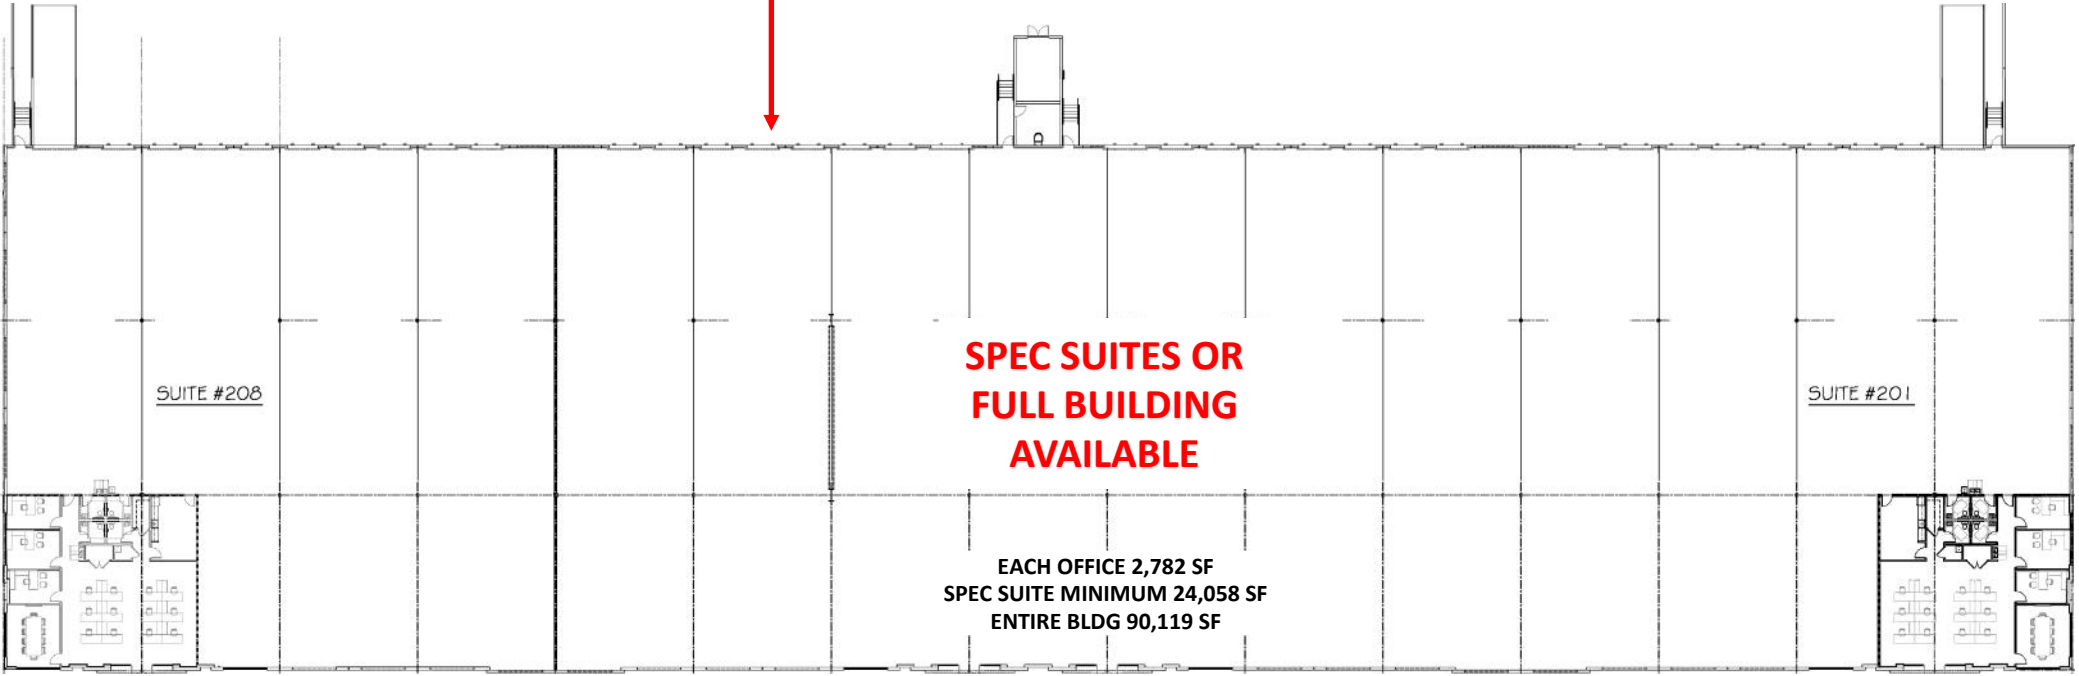 SPEC SUITES OR
FULL BUILDING
AVAILABLE
SUITE #208
SUITE #201
EACH OFFICE 2,782 SF
SPEC SUITE MINIMUM 24,058 SF
ENTIRE BLDG 90,119 SF